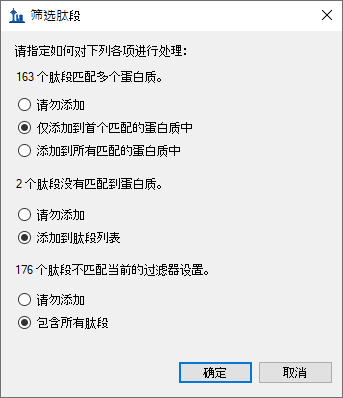 筛选肽段
请指定如何对下列各项进行处理:
163 个肽段匹配多个蛋白质。
请勿添加
仅添加到首个匹配的蛋白质中
添加到所有匹配的蛋白质中
2 个肽段没有匹配到蛋白质。
请勿添加
添加到肽段列表
176 个肽段不匹配当前的过滤器设置。
请勿添加
包含所有肽段
确定 取消